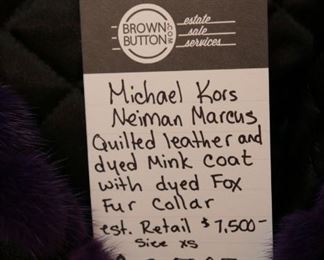 BROWN
BUTTON
.COM
estate
sale
services
Michael Kors
Neiman Marcus
Quilted leather and
dyed Mink Coat
with dyed Fox
Fur Collar
est. Retail $7,500-
Size XS